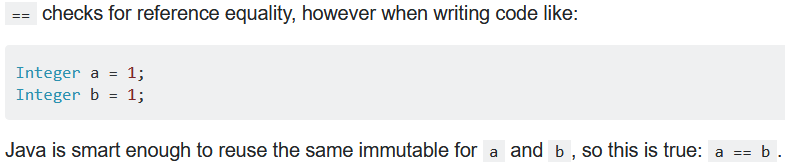 == checks for reference equality, however when writing code like:
Integer a = 1;
Integer b = 1;
Java is smart enough to reuse the same immutable for a and b , so this is true: a == b .